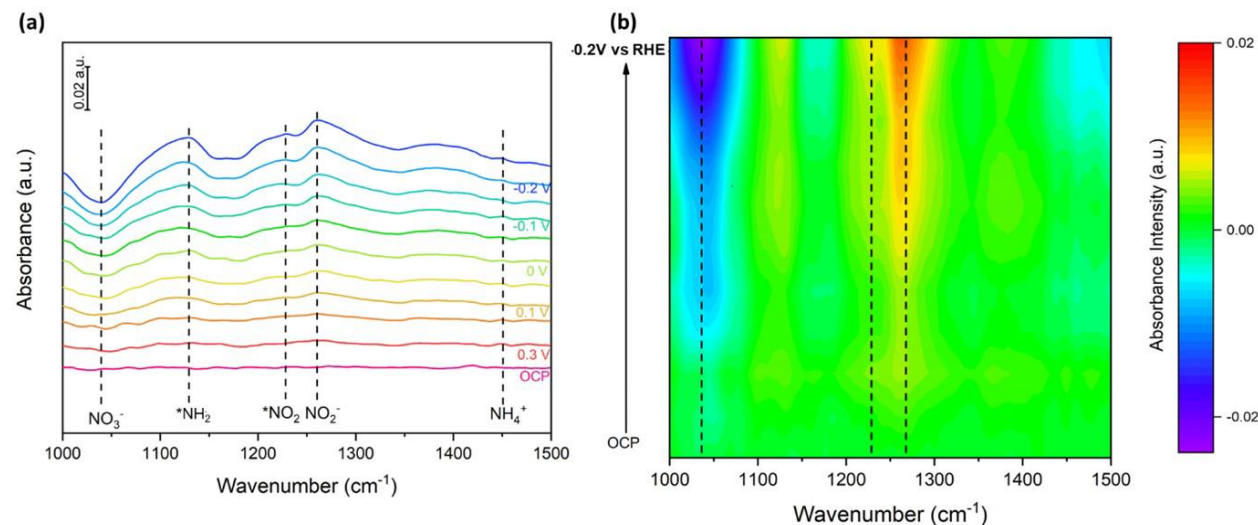 (a)
0.02 a.u.
Absorbance (a.u.)
-0.2 V
-0.1 V
0 V
0.1 V
0.3 V
OCP
NO₃⁻ *NH₂ *NO₂ NO₂⁻ NH₄⁺
1000 1100 1200 1300 1400 1500
Wavenumber (cm⁻¹)
(b)
-0.2V vs RHE
OCP
1000 1100 1200 1300 1400 1500
Wavenumber (cm⁻¹)
0.02
0.00
-0.02
Absorbance Intensity (a.u.)